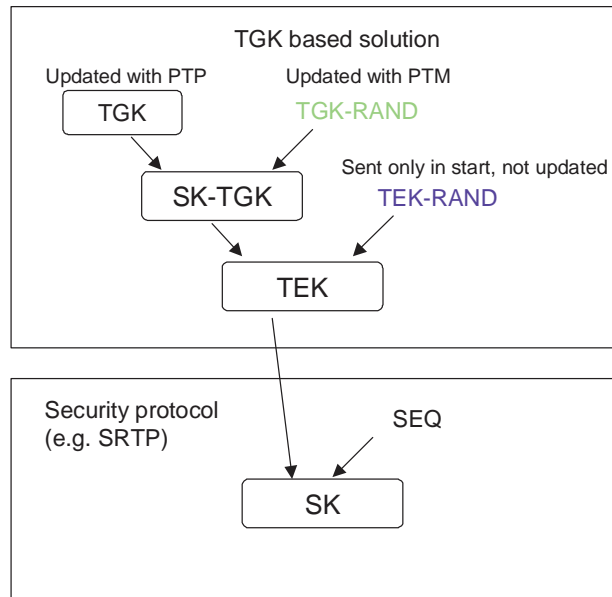 TGK based solution
Updated with PTP
Updated with PTM
TGK
TGK-RAND
Sent only in start, not updated
SK-TGK
TEK-RAND
TEK
Security protocol
(e.g. SRTP)
SEQ
SK